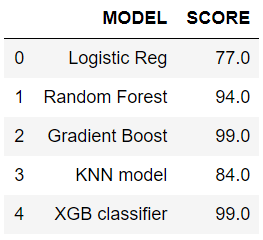 MODEL SCORE
0 Logistic Reg 77.0
1 Random Forest 94.0
2 Gradient Boost 99.0
3 KNN model 84.0
4 XGB classifier 99.0